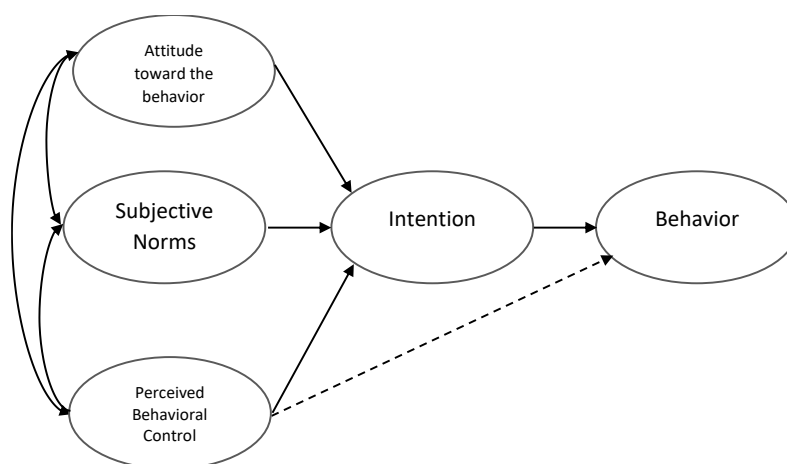 Attitude
toward the
behavior
Subjective
Norms
Intention
Behavior
Perceived
Behavioral
Control